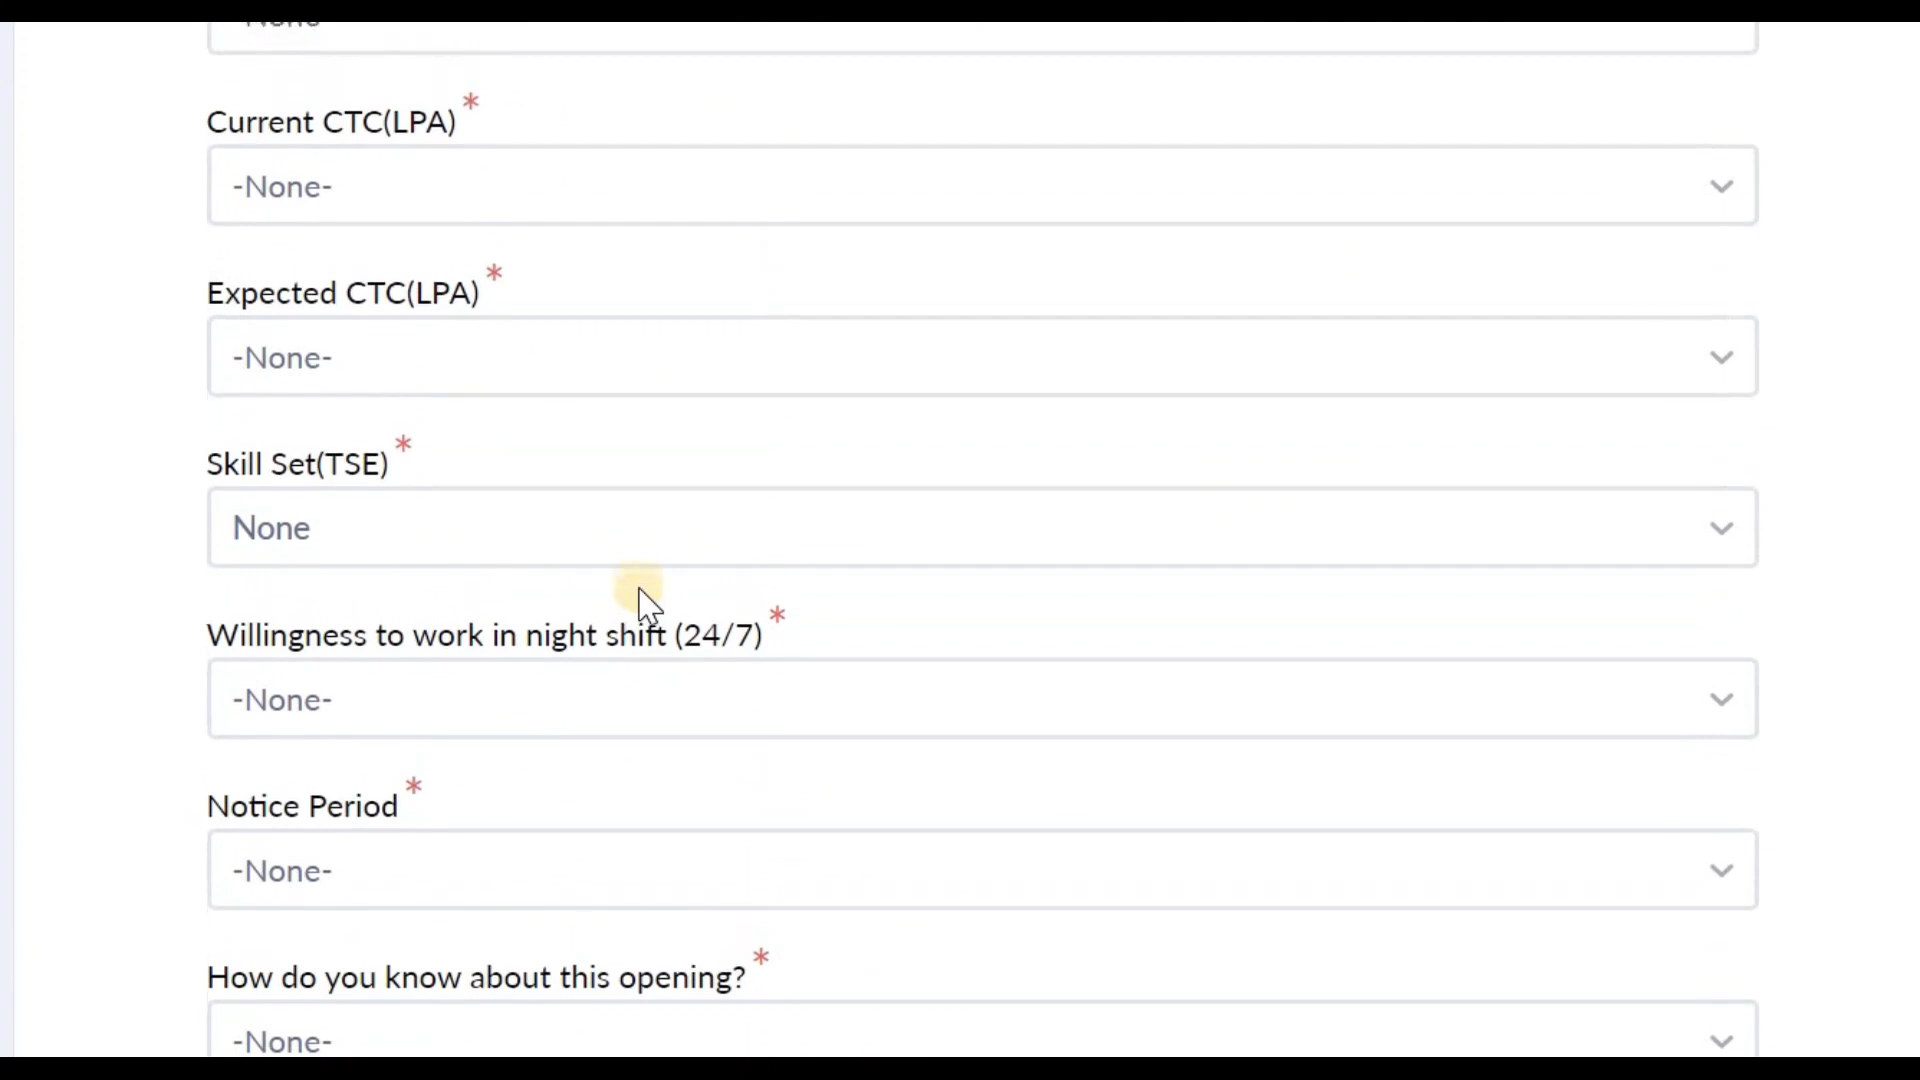 Current CTC(LPA) *
-None-
Expected CTC(LPA) *
-None-
Skill Set(TSE) *
None
Willingness to work in night shift (24/7) *
-None-
Notice Period *
-None-
How do you know about this opening? *
-None-